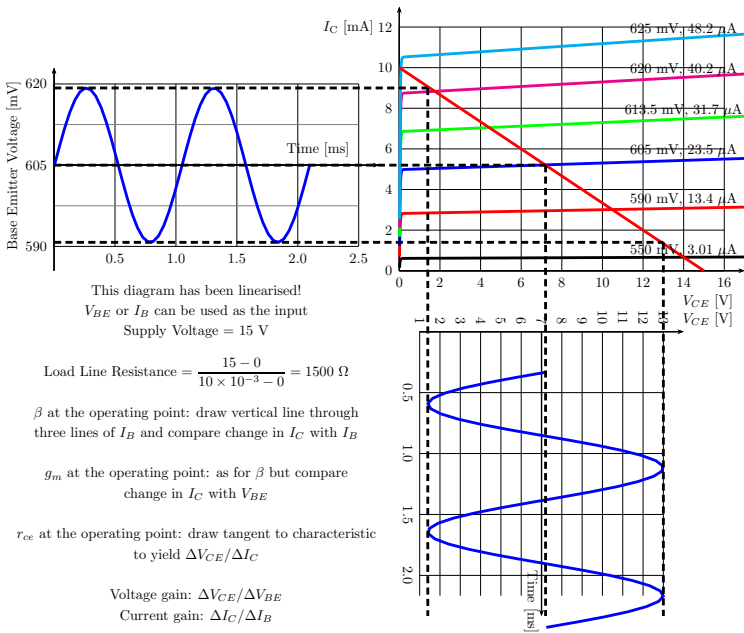 I_C [mA]
12
10
8
6
4
2
0
625 mV, 48.2 µA
620 mV, 40.2 µA
613.5 mV, 31.7 µA
605 mV, 23.5 µA
590 mV, 13.4 µA
550 mV, 3.01 µA
0 2 4 6 8 10 12 14 16
V_CE [V]
Base Emitter Voltage [mV]
620
605
590
Time [ms]
0.5 1.0 1.5 2.0 2.5
This diagram has been linearised!
V_BE or I_B can be used as the input
Supply Voltage = 15 V
Load Line Resistance = (15 − 0)/(10 × 10⁻³ − 0) = 1500 Ω
β at the operating point: draw vertical line through
three lines of I_B and compare change in I_C with I_B
g_m at the operating point: as for β but compare
change in I_C with V_BE
r_ce at the operating point: draw tangent to characteristic
to yield ΔV_CE/ΔI_C
Voltage gain: ΔV_CE/ΔV_BE
Current gain: ΔI_C/ΔI_B
V_CE [V]
1 2 3 4 5 6 7 8 9 10 11 12 13
0.5
1.0
1.5
2.0
Time [ms]